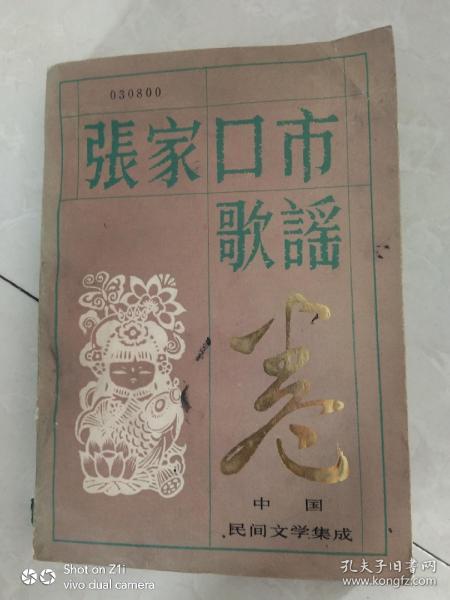 030800
張家口市
歌謡
卷
中国
民间文学集成
Shot on Z1i
vivo dual camera
孔夫子旧书网
www.kongfz.com